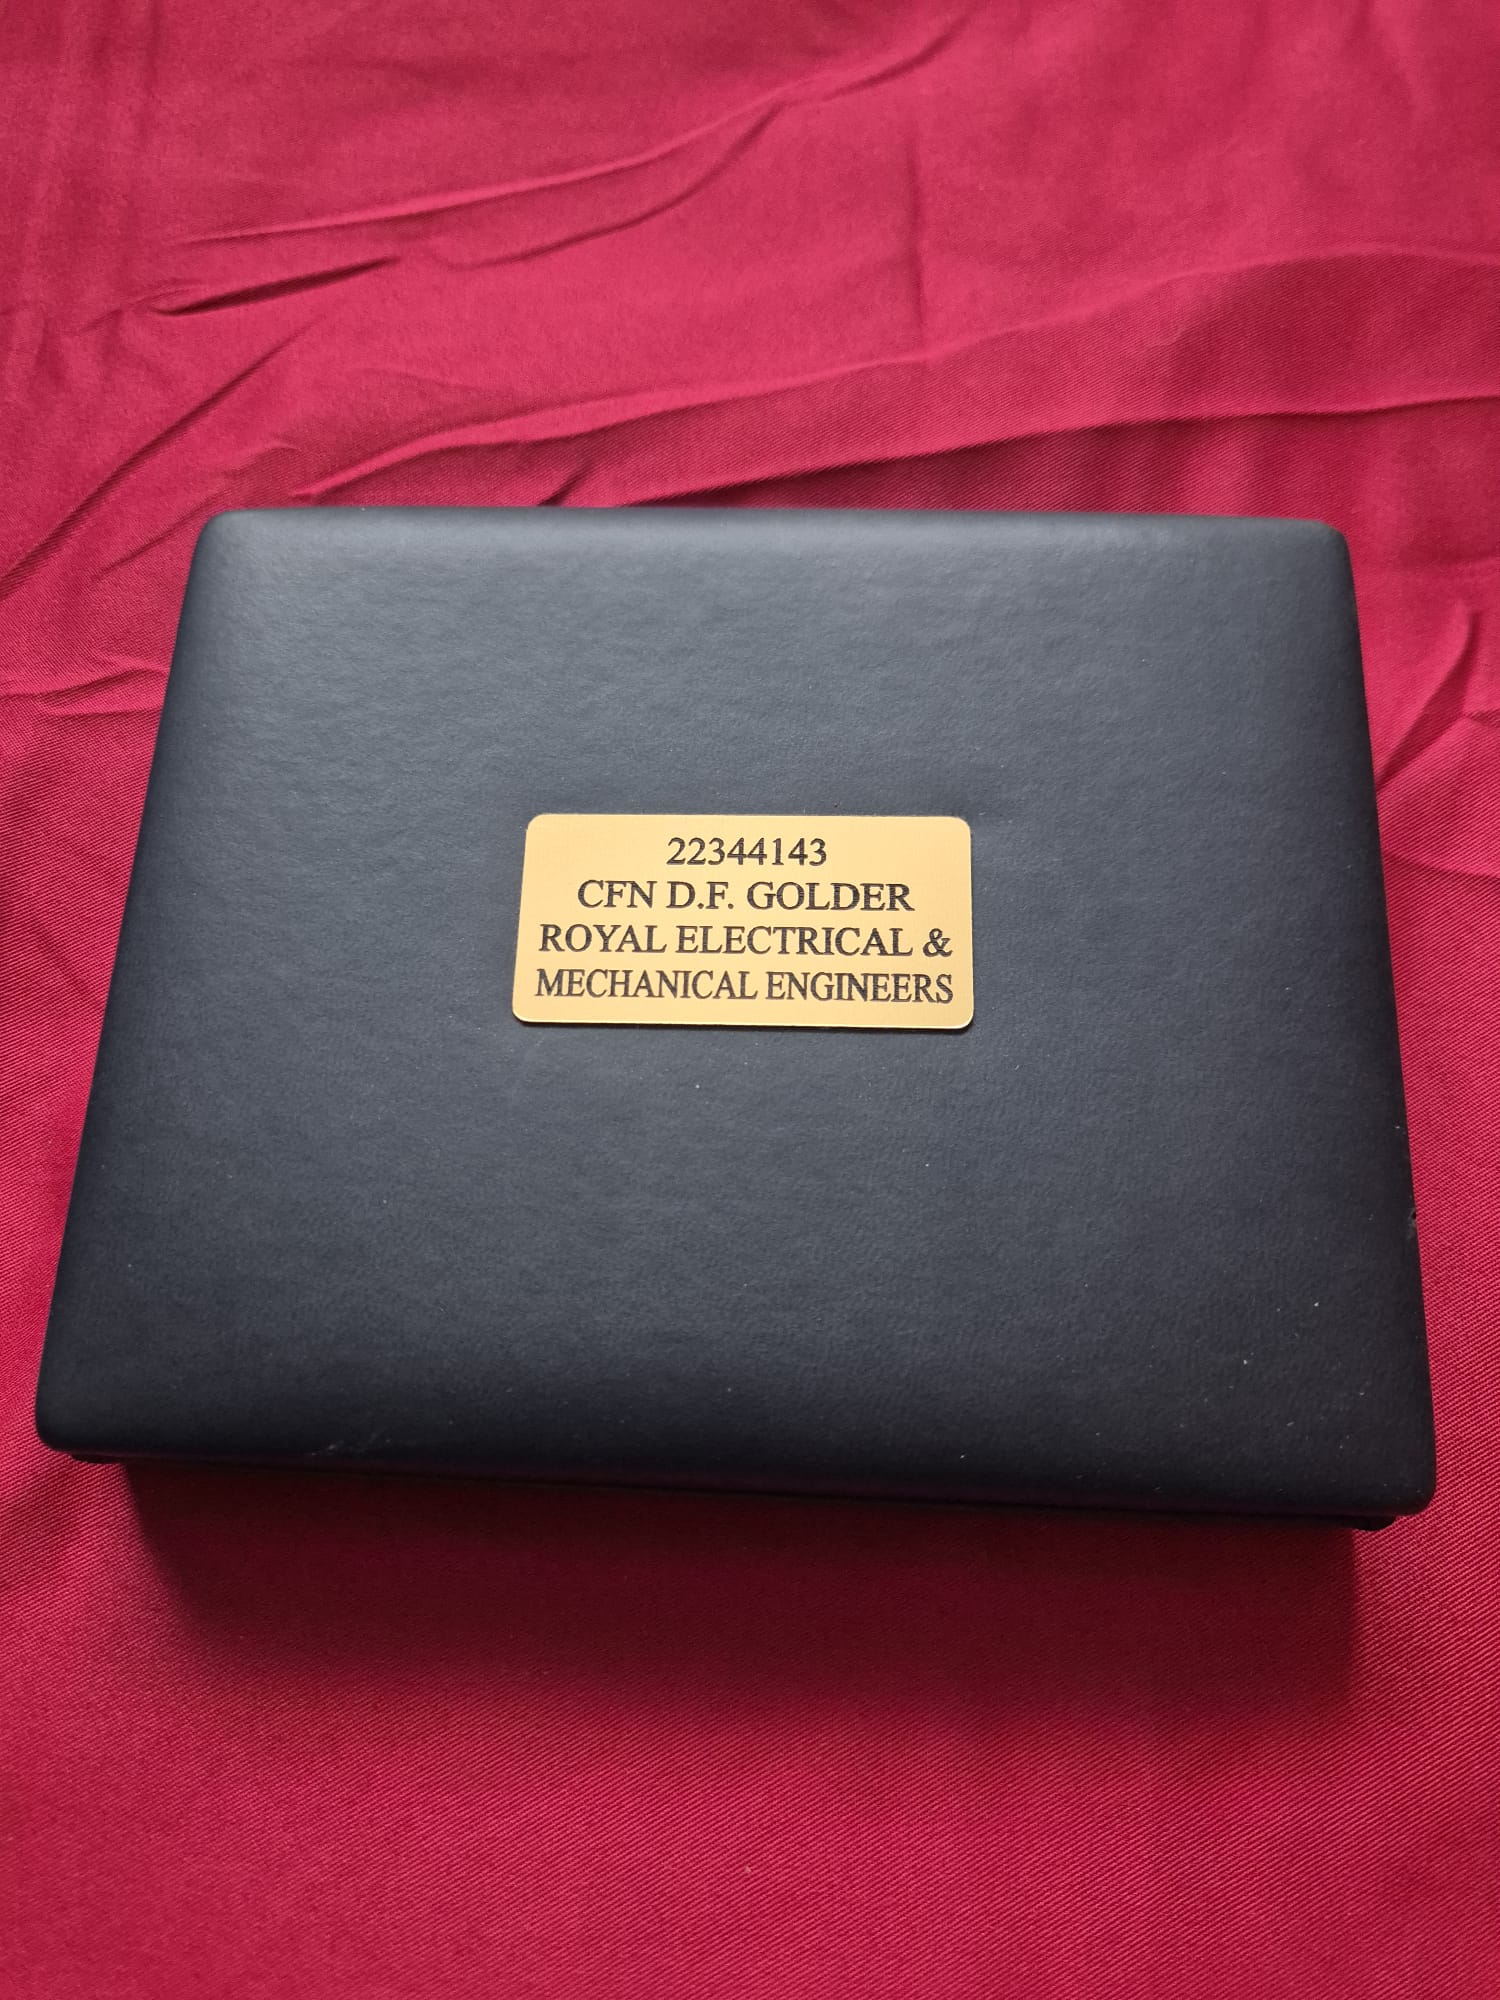 22344143
CFN D.F. GOLDER
ROYAL ELECTRICAL &
MECHANICAL ENGINEERS